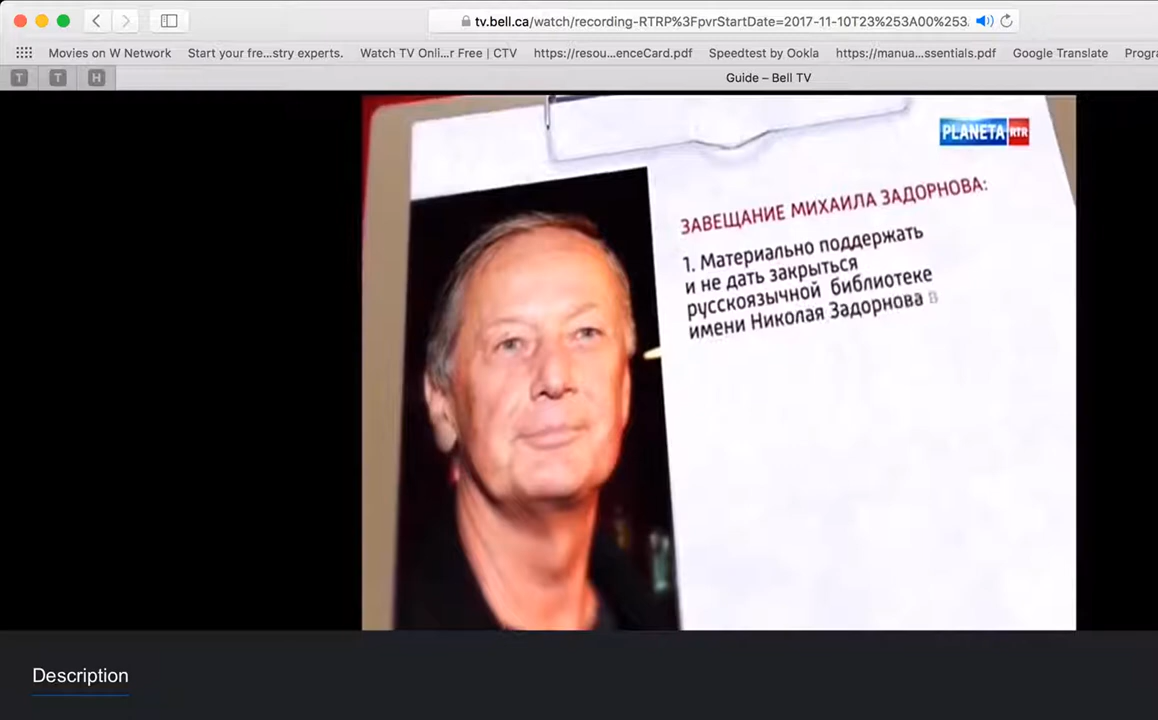 tv.bell.ca/watch/recording-RTRP%3FpvrStartDate=2017-11-10T23%253A00%253.
Movies on W Network Start your fre...stry experts. Watch TV Onli...r Free | CTV https://resou...enceCard.pdf Speedtest by Ookla https://manua...ssentials.pdf Google Translate Progra
T T H Guide – Bell TV
PLANETA RTR
ЗАВЕЩАНИЕ МИХАИЛА ЗАДОРНОВА:
1. Материально поддержать
и не дать закрыться
русскоязычной библиотеке
имени Николая Задорнова в
Description